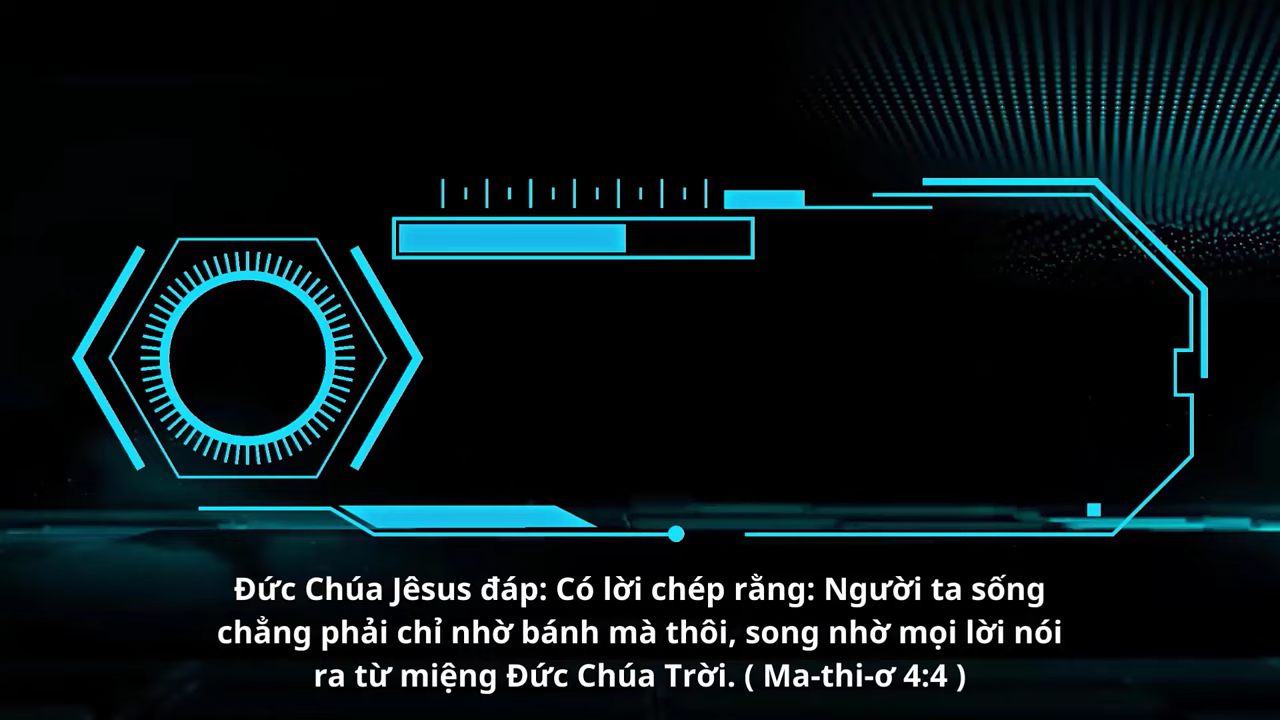 Đức Chúa Jêsus đáp: Có lời chép rằng: Người ta sống
chẳng phải chỉ nhờ bánh mà thôi, song nhờ mọi lời nói
ra từ miệng Đức Chúa Trời. ( Ma-thi-ơ 4:4 )